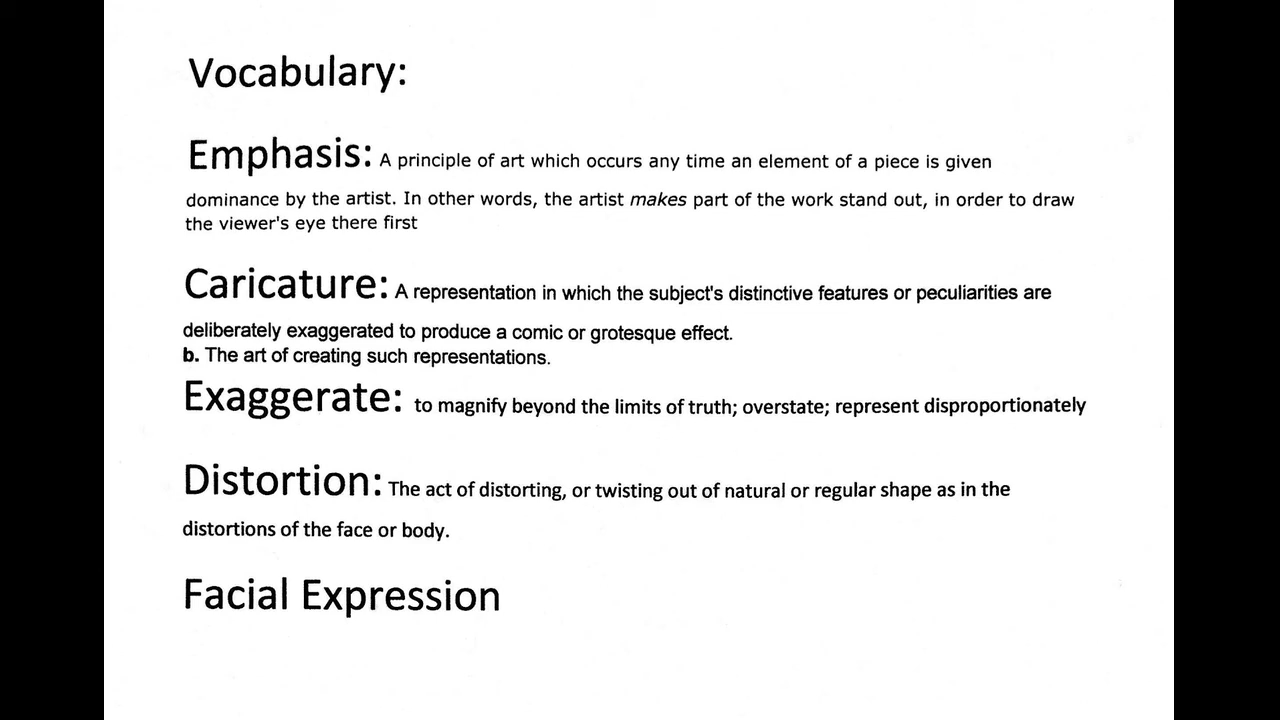 Vocabulary:
Emphasis: A principle of art which occurs any time an element of a piece is given
dominance by the artist. In other words, the artist makes part of the work stand out, in order to draw
the viewer's eye there first
Caricature: A representation in which the subject's distinctive features or peculiarities are
deliberately exaggerated to produce a comic or grotesque effect.
b. The art of creating such representations.
Exaggerate: to magnify beyond the limits of truth; overstate; represent disproportionately
Distortion: The act of distorting, or twisting out of natural or regular shape as in the
distortions of the face or body.
Facial Expression